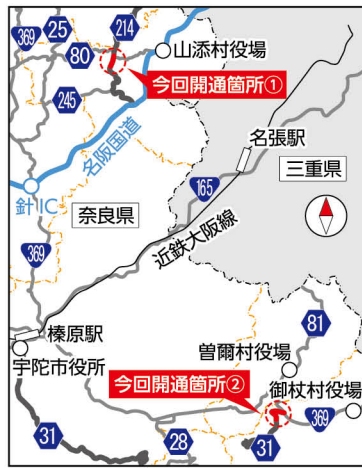 369
25
214
山添村役場
80
今回開通箇所①
245
名阪国道
名張駅
三重県
165
針IC
奈良県
近鉄大阪線
369
榛原駅
宇陀市役所
81
曽爾村役場
今回開通箇所②
御杖村役場
369
31
28
31